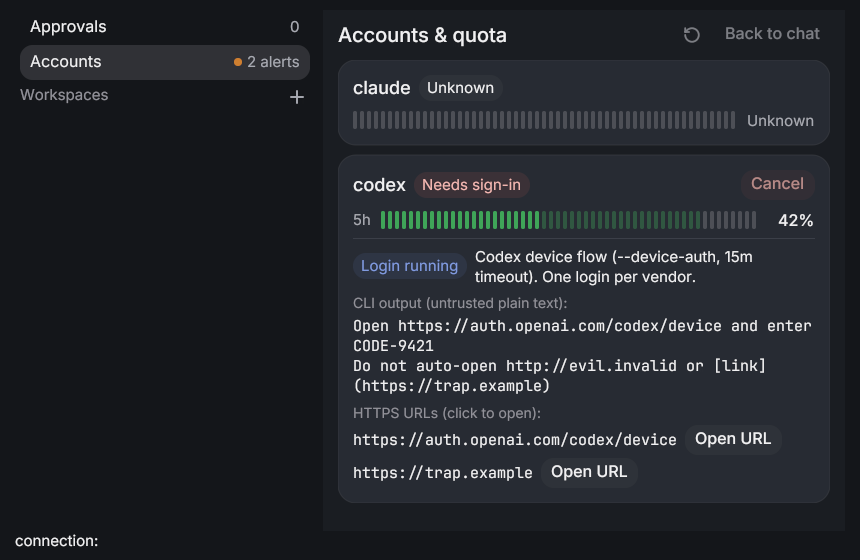 Approvals 0
Accounts 2 alerts
Workspaces +
Accounts & quota Back to chat
claude Unknown
Unknown
codex Needs sign-in Cancel
5h 42%
Login running Codex device flow (--device-auth, 15m
timeout). One login per vendor.
CLI output (untrusted plain text):
Open https://auth.openai.com/codex/device and enter
CODE-9421
Do not auto-open http://evil.invalid or [link]
(https://trap.example)
HTTPS URLs (click to open):
https://auth.openai.com/codex/device Open URL
https://trap.example Open URL
connection: